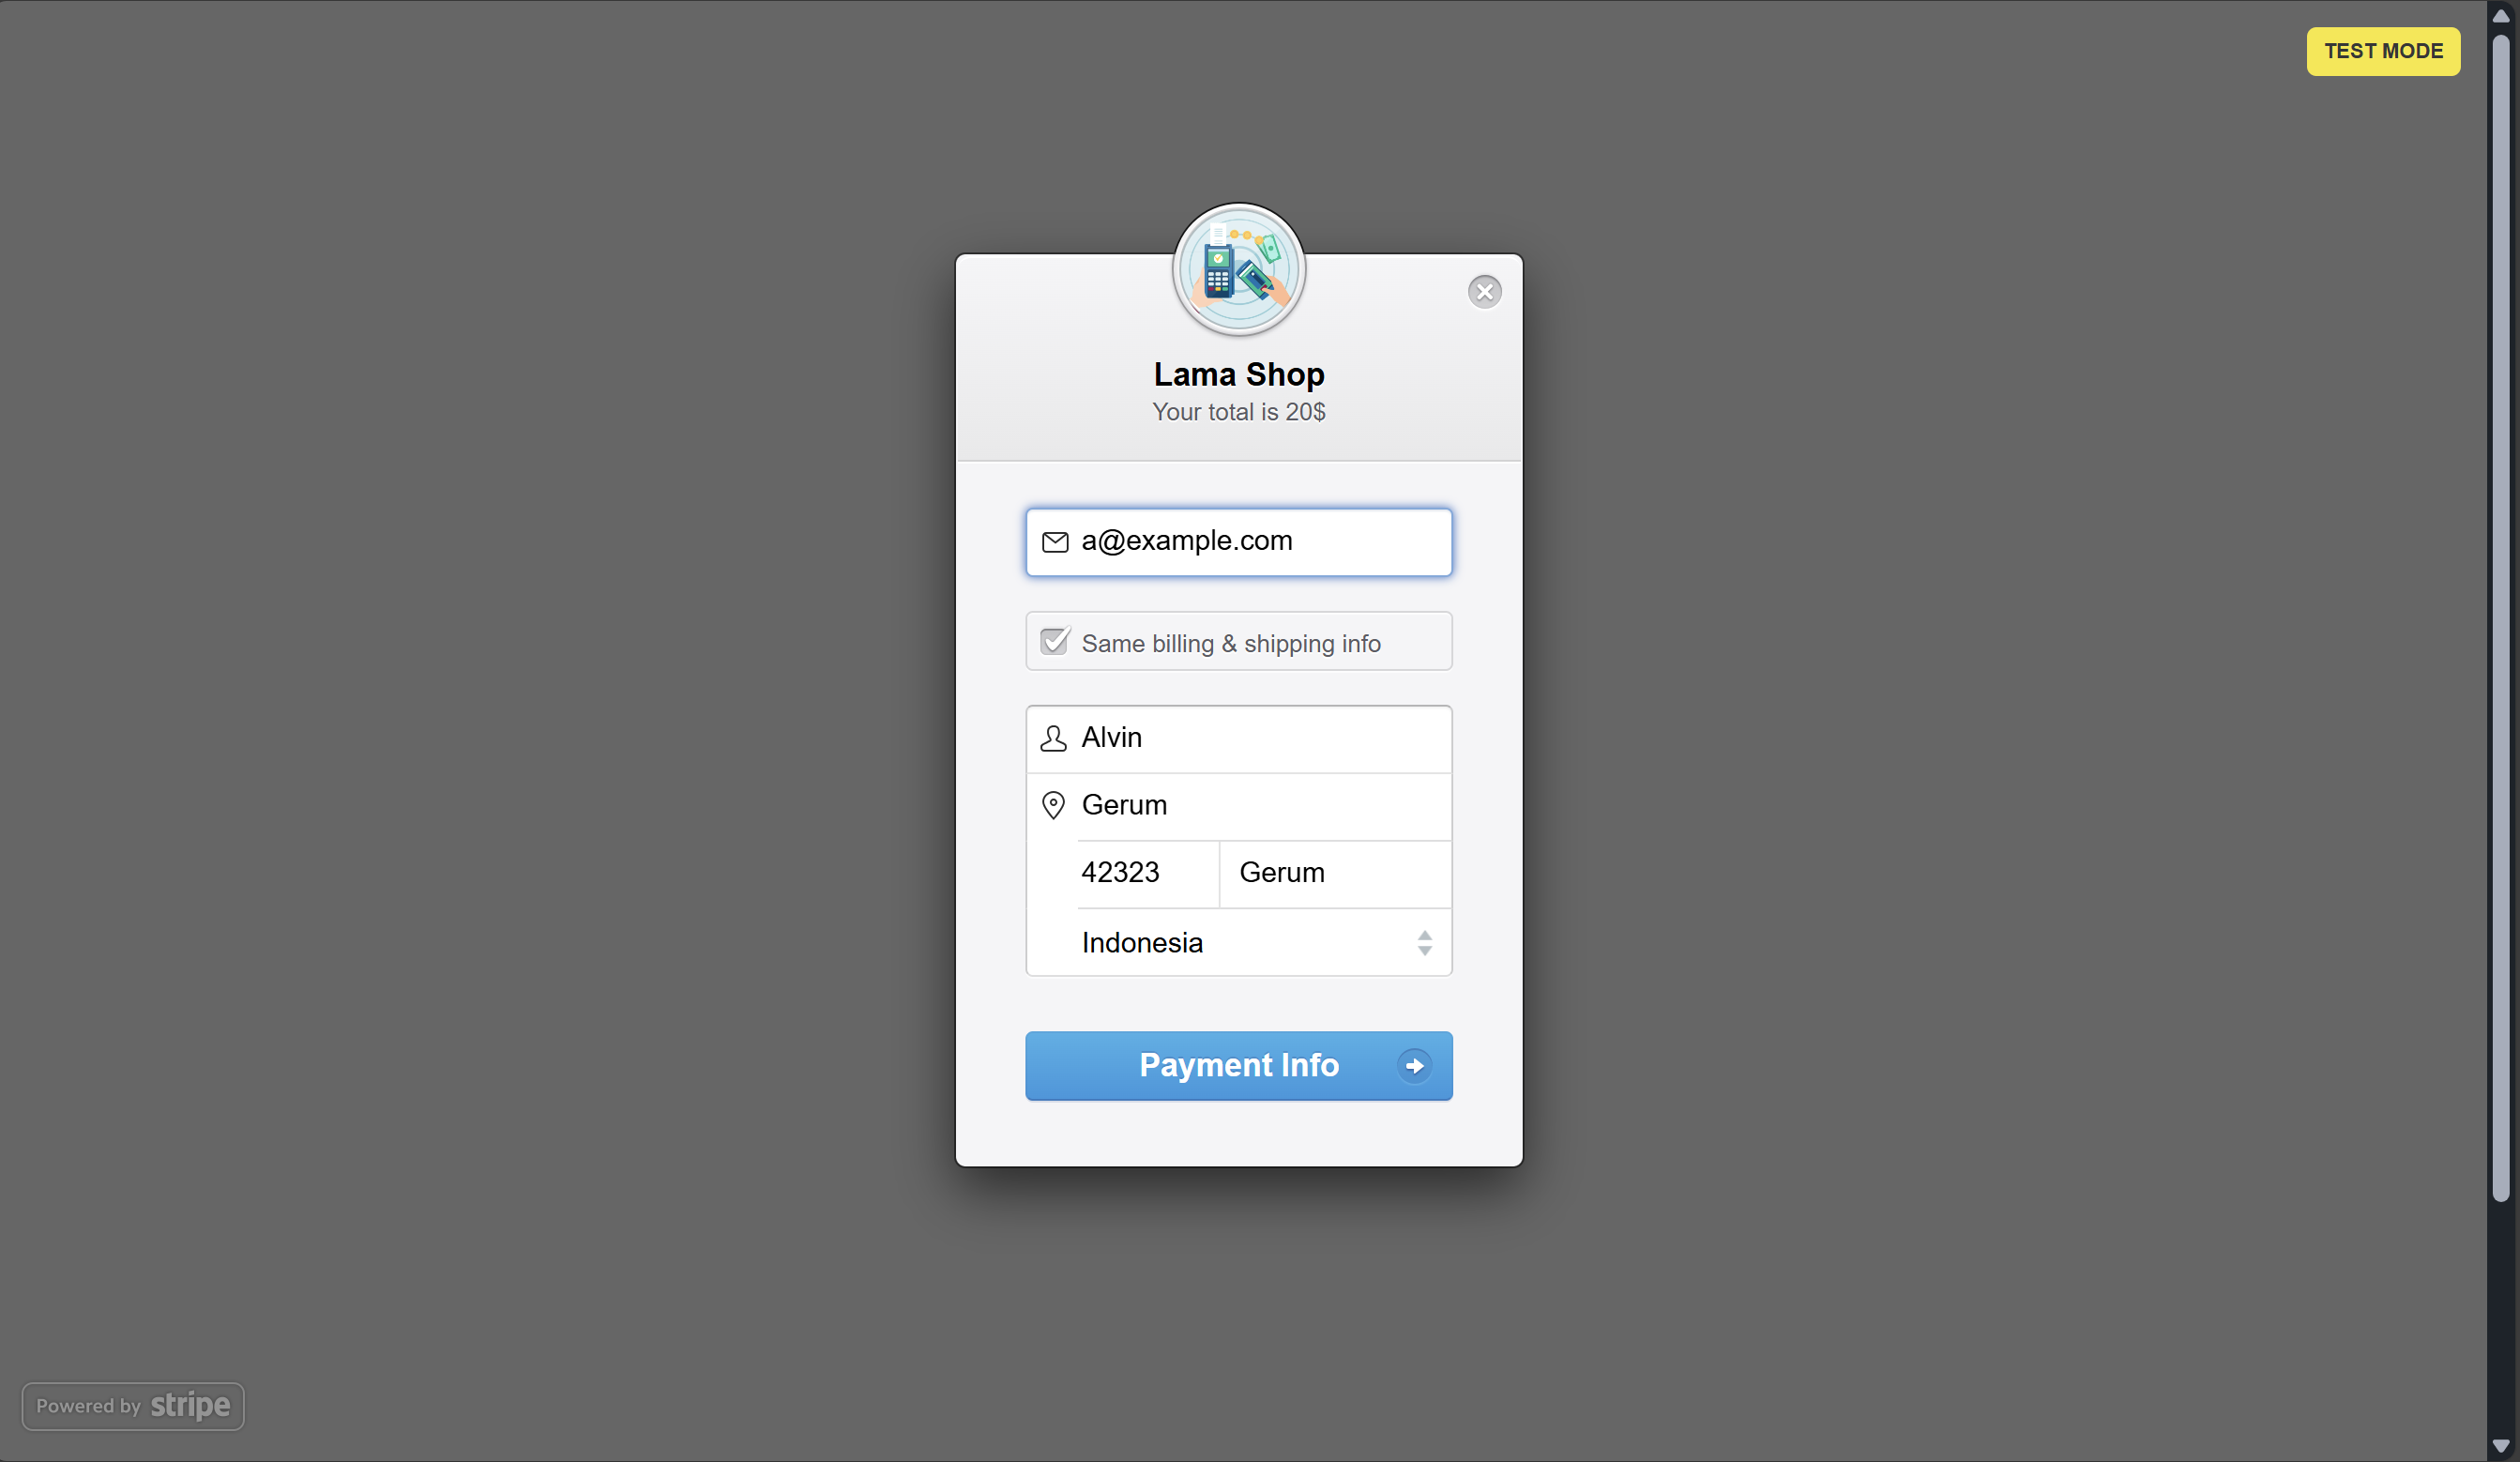 TEST MODE
Lama Shop
Your total is 20$
a@example.com
Same billing & shipping info
Alvin
Gerum
42323 Gerum
Indonesia
Payment Info
Powered by stripe